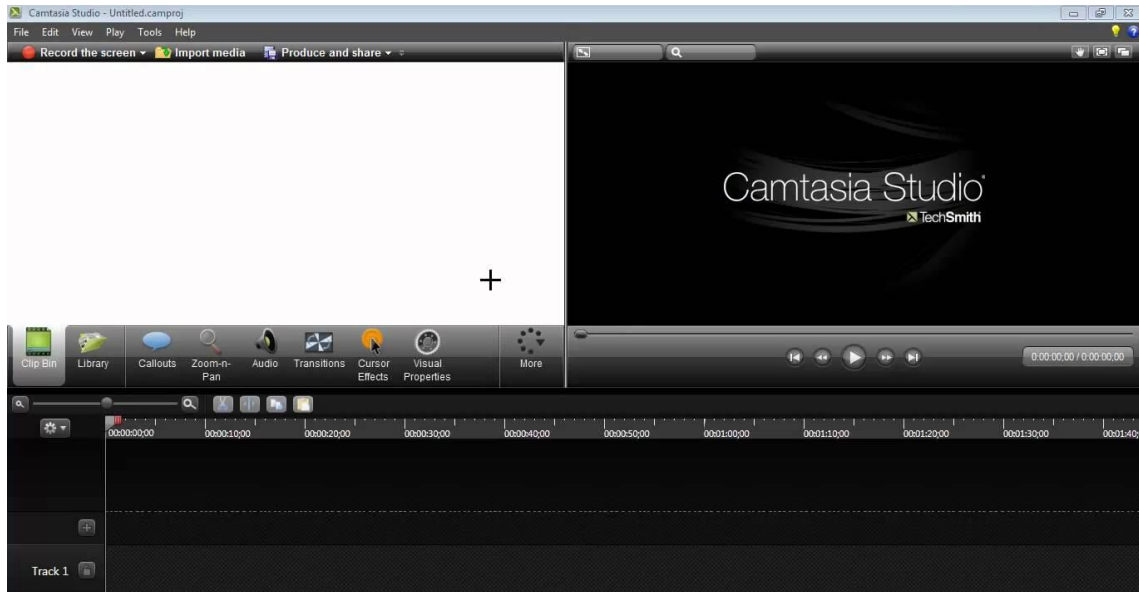 Camtasia Studio - Untitled.camproj
File Edit View Play Tools Help
Record the screen Import media Produce and share
Camtasia Studio
TechSmith
Clip Bin Library Callouts Zoom-n-Pan Audio Transitions Cursor Effects Visual Properties More
0:00:00;00 / 0:00:00;00
00:00:00;00 00:00:10;00 00:00:20;00 00:00:30;00 00:00:40;00 00:00:50;00 00:01:00;00 00:01:10;00 00:01:20;00 00:01:30;00 00:01:40;
Track 1